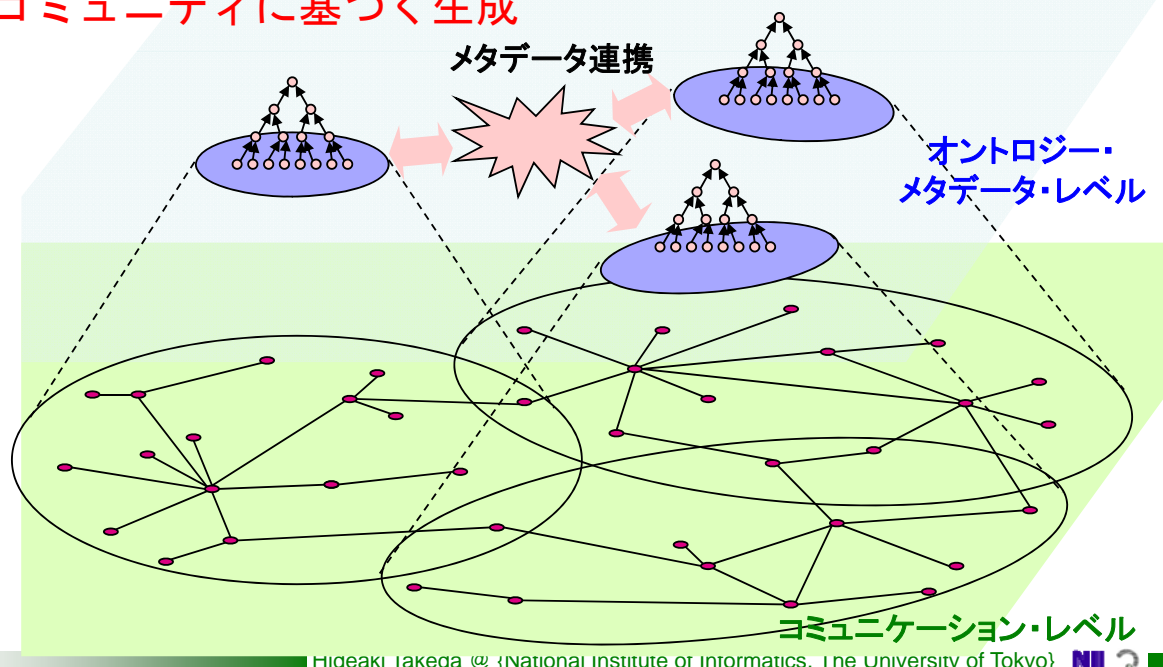 コミュニティに基づく生成
メタデータ連携
オントロジー・
メタデータ・レベル
コミュニケーション・レベル
Hideaki Takeda @ {National Institute of Informatics, The University of Tokyo}
NII